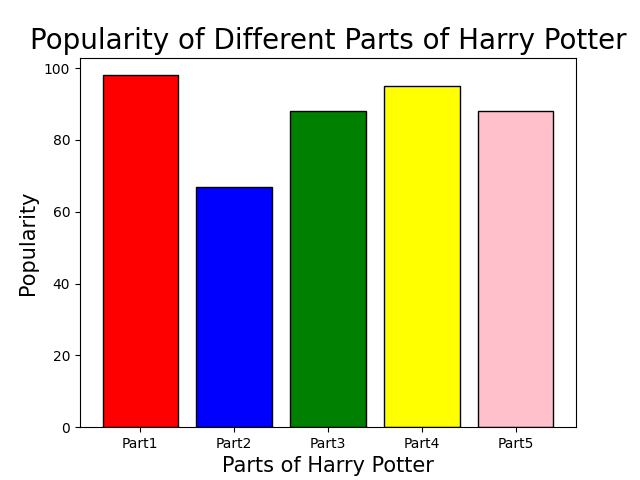 Popularity of Different Parts of Harry Potter
100
80
60
40
20
0
Popularity
Part1 Part2 Part3 Part4 Part5
Parts of Harry Potter